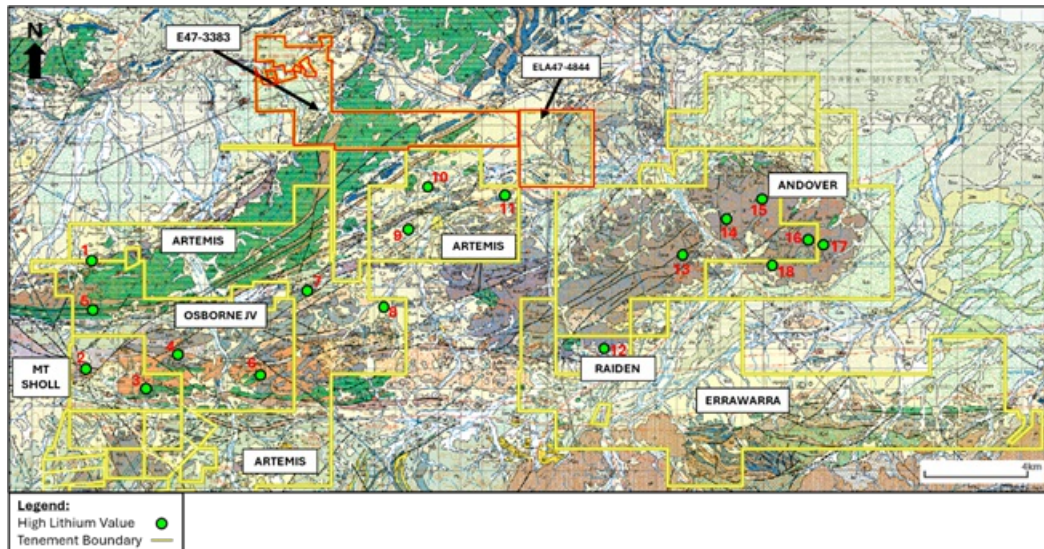 N
E47-3383
ELA47-4844
10
11
ANDOVER
15
14
1
ARTEMIS
9
ARTEMIS
16
17
13
18
7
5
OSBORNE JV
8
4
12
2
MT
SHOLL
3
6
RAIDEN
ERRAWARRA
ARTEMIS
4km
Legend:
High Lithium Value
Tenement Boundary